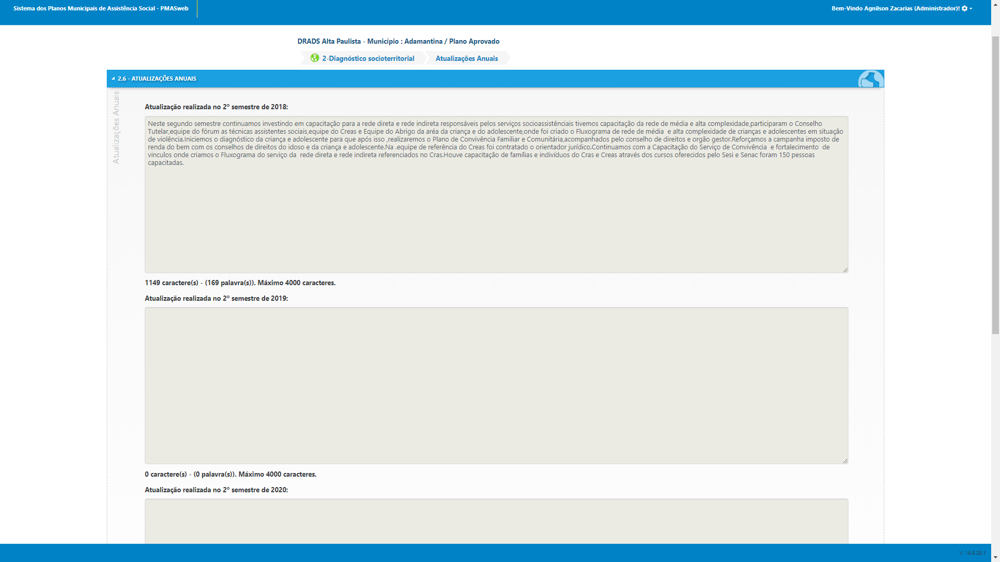 Sistema dos Planos Municipais de Assistência Social - PMASweb
Bem-Vindo Agnilson Zacarias (Administrador)!
DRADS Alta Paulista - Município : Adamantina / Plano Aprovado
2-Diagnóstico socioterritorial
Atualizações Anuais
2.6 - ATUALIZAÇÕES ANUAIS
Atualizações Anuais
Atualização realizada no 2º semestre de 2018:
Neste segundo semestre continuamos investindo em capacitação para a rede direta e rede indireta responsáveis pelos serviços socioassistênciais tivemos capacitação da rede de média e alta complexidade,participaram o Conselho
Tutelar,equipe do fórum as técnicas assistentes sociais,equipe do Creas e Equipe do Abrigo da aréa da criança e do adolescente,onde foi criado o Fluxograma de rede de média  e alta complexidade de crianças e adolescentes em situação
de violência.Iniciemos o diagnóstico da criança e adolescente para que após isso ,realizaremos o Plano de Convivência Familiar e Comunitária,acompanhados pelo conselho de direitos e orgão gestor.Reforçamos a campanha imposto de
renda do bem com os conselhos de direitos do idoso e da criança e adolescente.Na .equipe de referência do Creas foi contratado o orientador jurídico.Continuamos com a Capacitação do Serviço de Convivência  e fortalecimento  de
vinculos onde criamos o Fluxograma do serviço da  rede direta e rede indireta referenciados no Cras.Houve capacitação de famílias e indivíduos do Cras e Creas através dos cursos oferecidos pelo Sesi e Senac foram 150 pessoas
capacitadas.
1149 caractere(s) - (169 palavra(s)). Máximo 4000 caracteres.
Atualização realizada no 2º semestre de 2019:
0 caractere(s) - (0 palavra(s)). Máximo 4000 caracteres.
Atualização realizada no 2º semestre de 2020:
V. 19.8.29.1